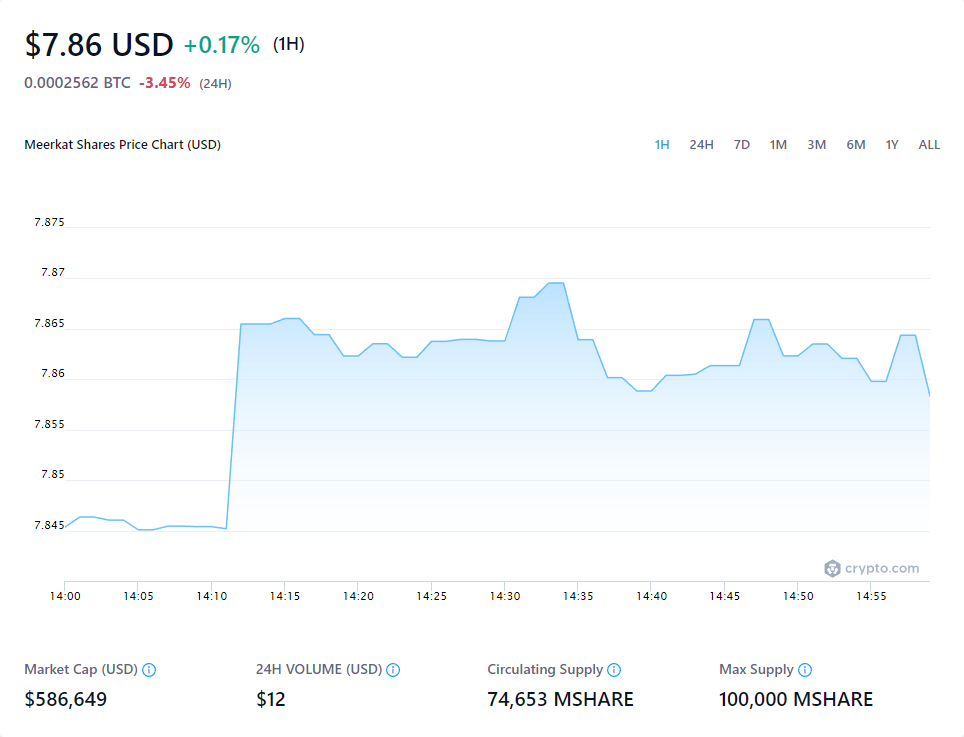 $7.86 USD +0.17% (1H)
0.0002562 BTC -3.45% (24H)
Meerkat Shares Price Chart (USD) 1H 24H 7D 1M 3M 6M 1Y ALL
7.875
7.87
7.865
7.86
7.855
7.85
7.845
crypto.com
14:00 14:05 14:10 14:15 14:20 14:25 14:30 14:35 14:40 14:45 14:50 14:55
Market Cap (USD) 24H VOLUME (USD) Circulating Supply Max Supply
$586,649 $12 74,653 MSHARE 100,000 MSHARE